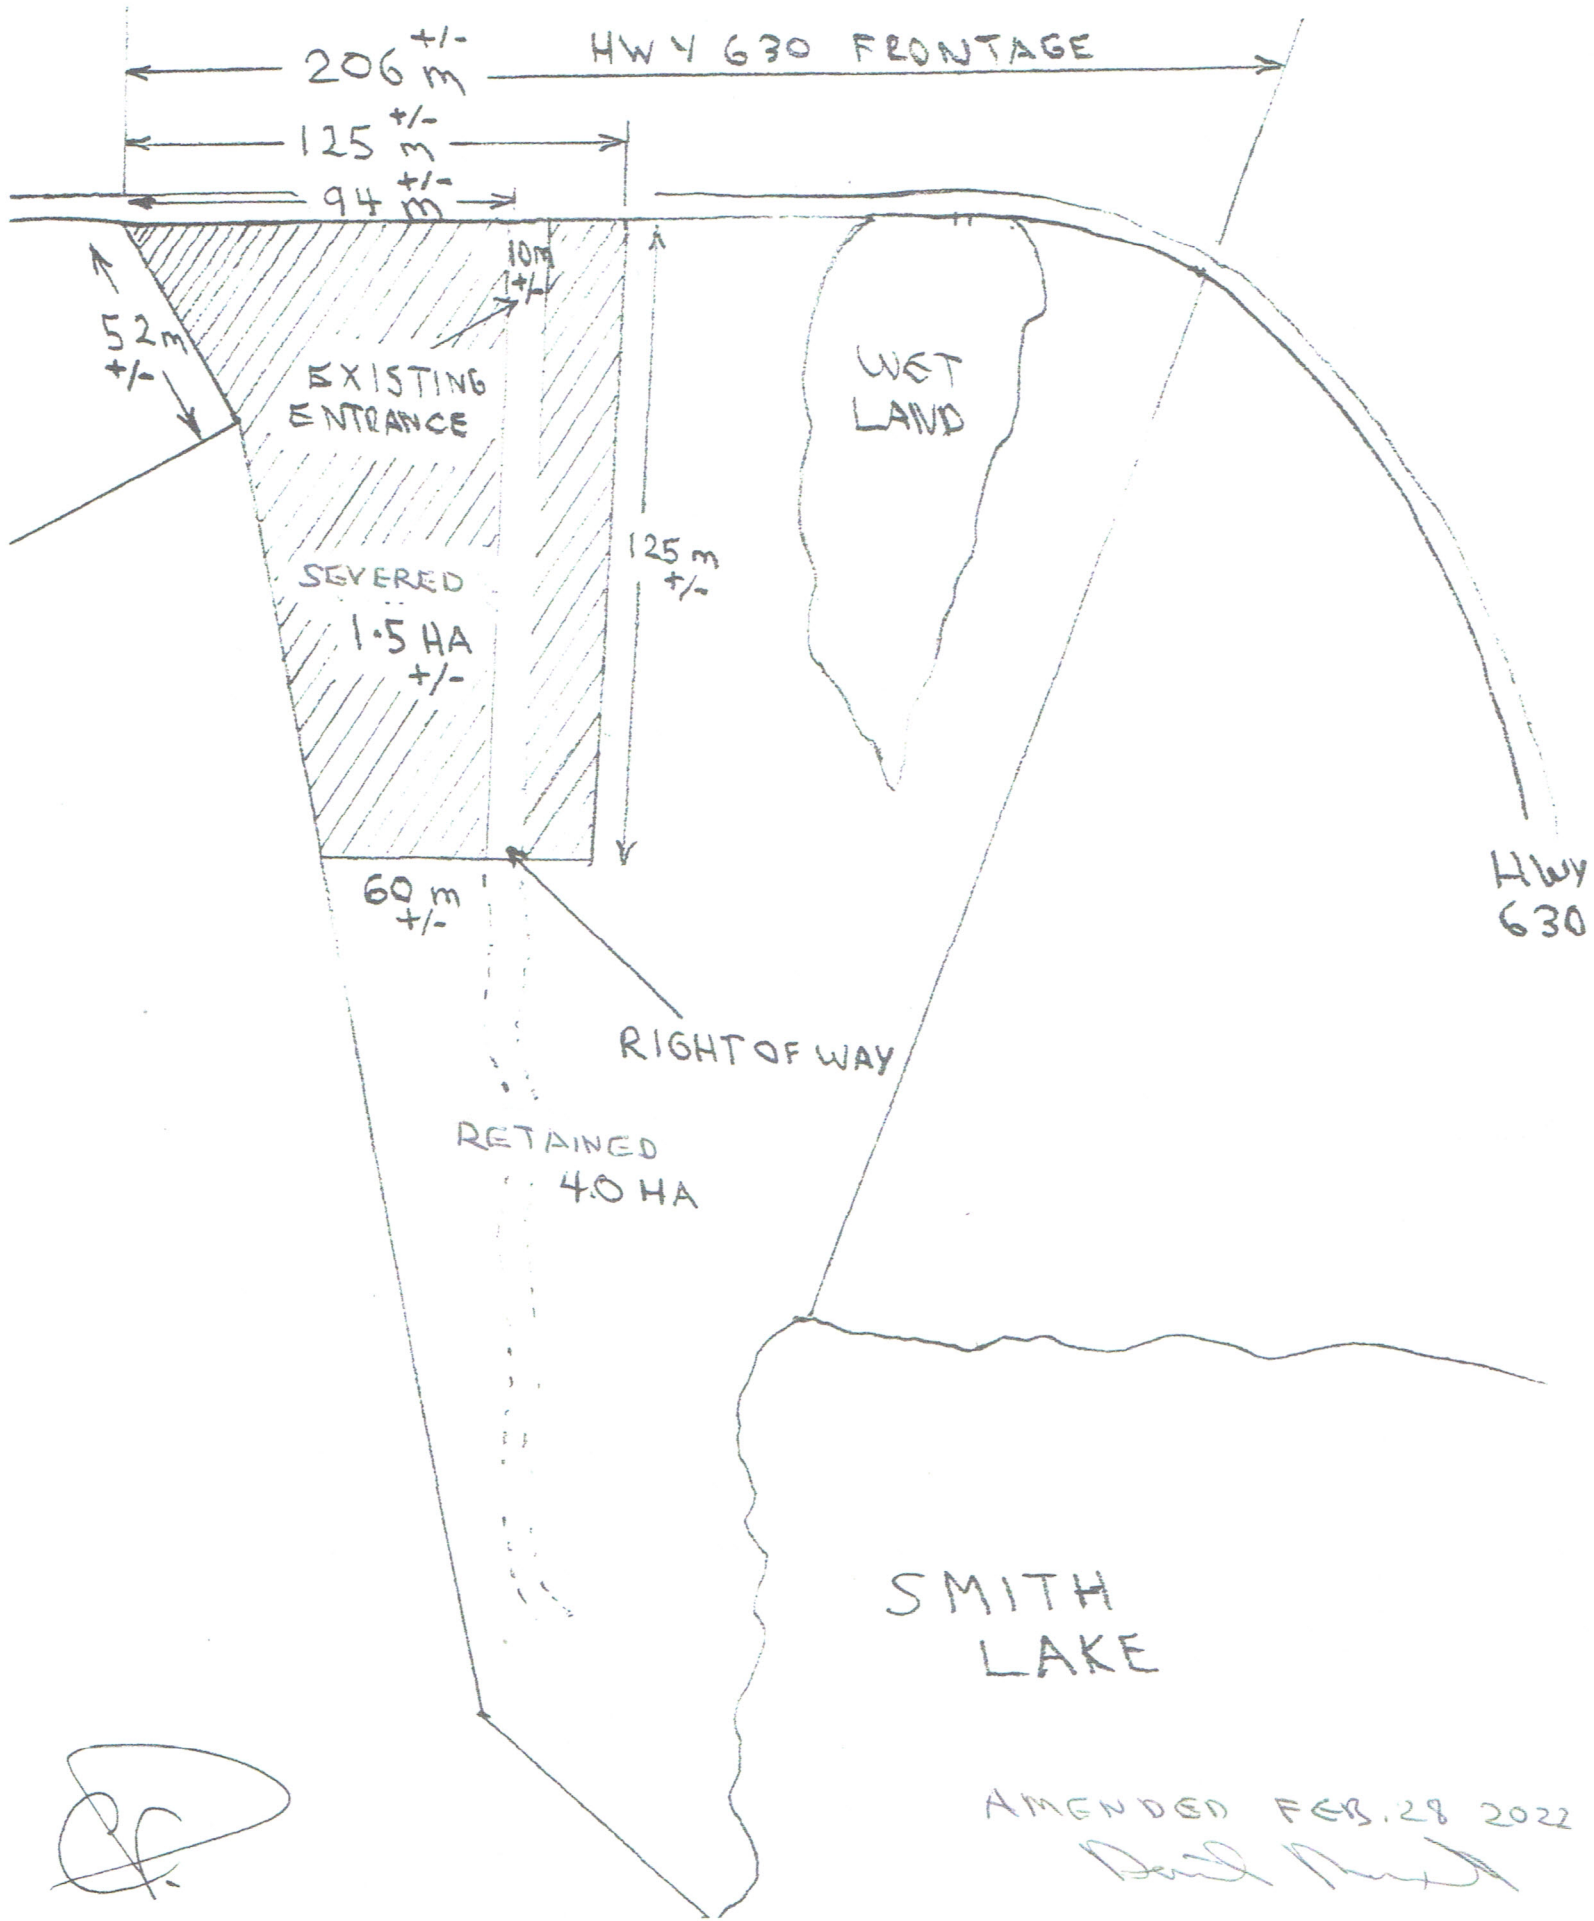 +/-
206 m
HWY 630 FRONTAGE
+/-
125 m
+/-
94 m
10m
+/-
52m
+/-
EXISTING
ENTRANCE
WET
LAND
125 m
+/-
SEVERED
1.5 HA
+/-
60 m
+/-
HWY
630
RIGHT OF WAY
RETAINED
4.0 HA
SMITH
LAKE
AMENDED FEB. 28 2022
David